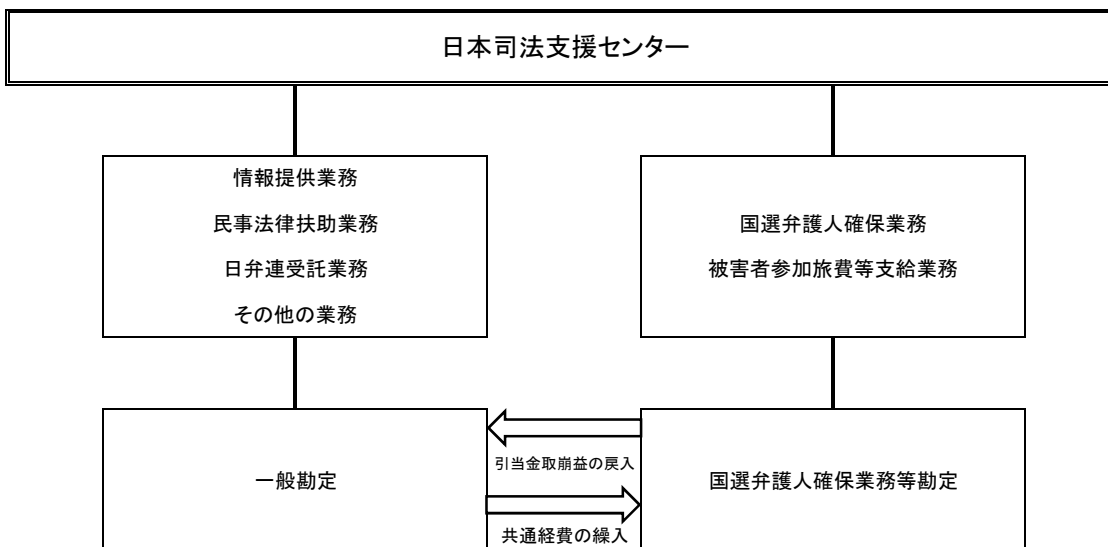 日本司法支援センター
情報提供業務
民事法律扶助業務
日弁連受託業務
その他の業務
国選弁護人確保業務
被害者参加旅費等支給業務
一般勘定
引当金取崩益の戻入
共通経費の繰入
国選弁護人確保業務等勘定